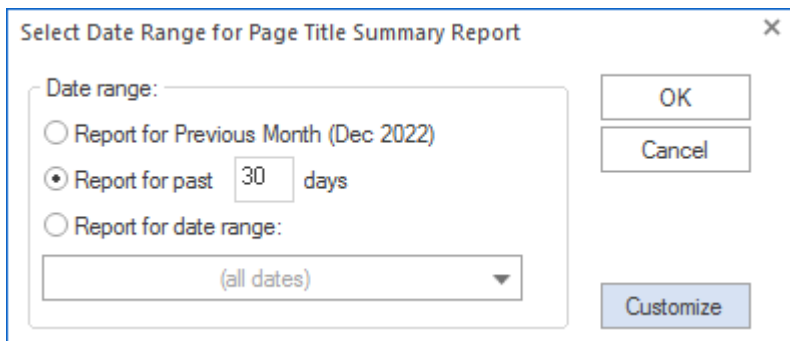 Select Date Range for Page Title Summary Report
Date range:
Report for Previous Month (Dec 2022)
Report for past 30 days
Report for date range:
(all dates)
OK
Cancel
Customize